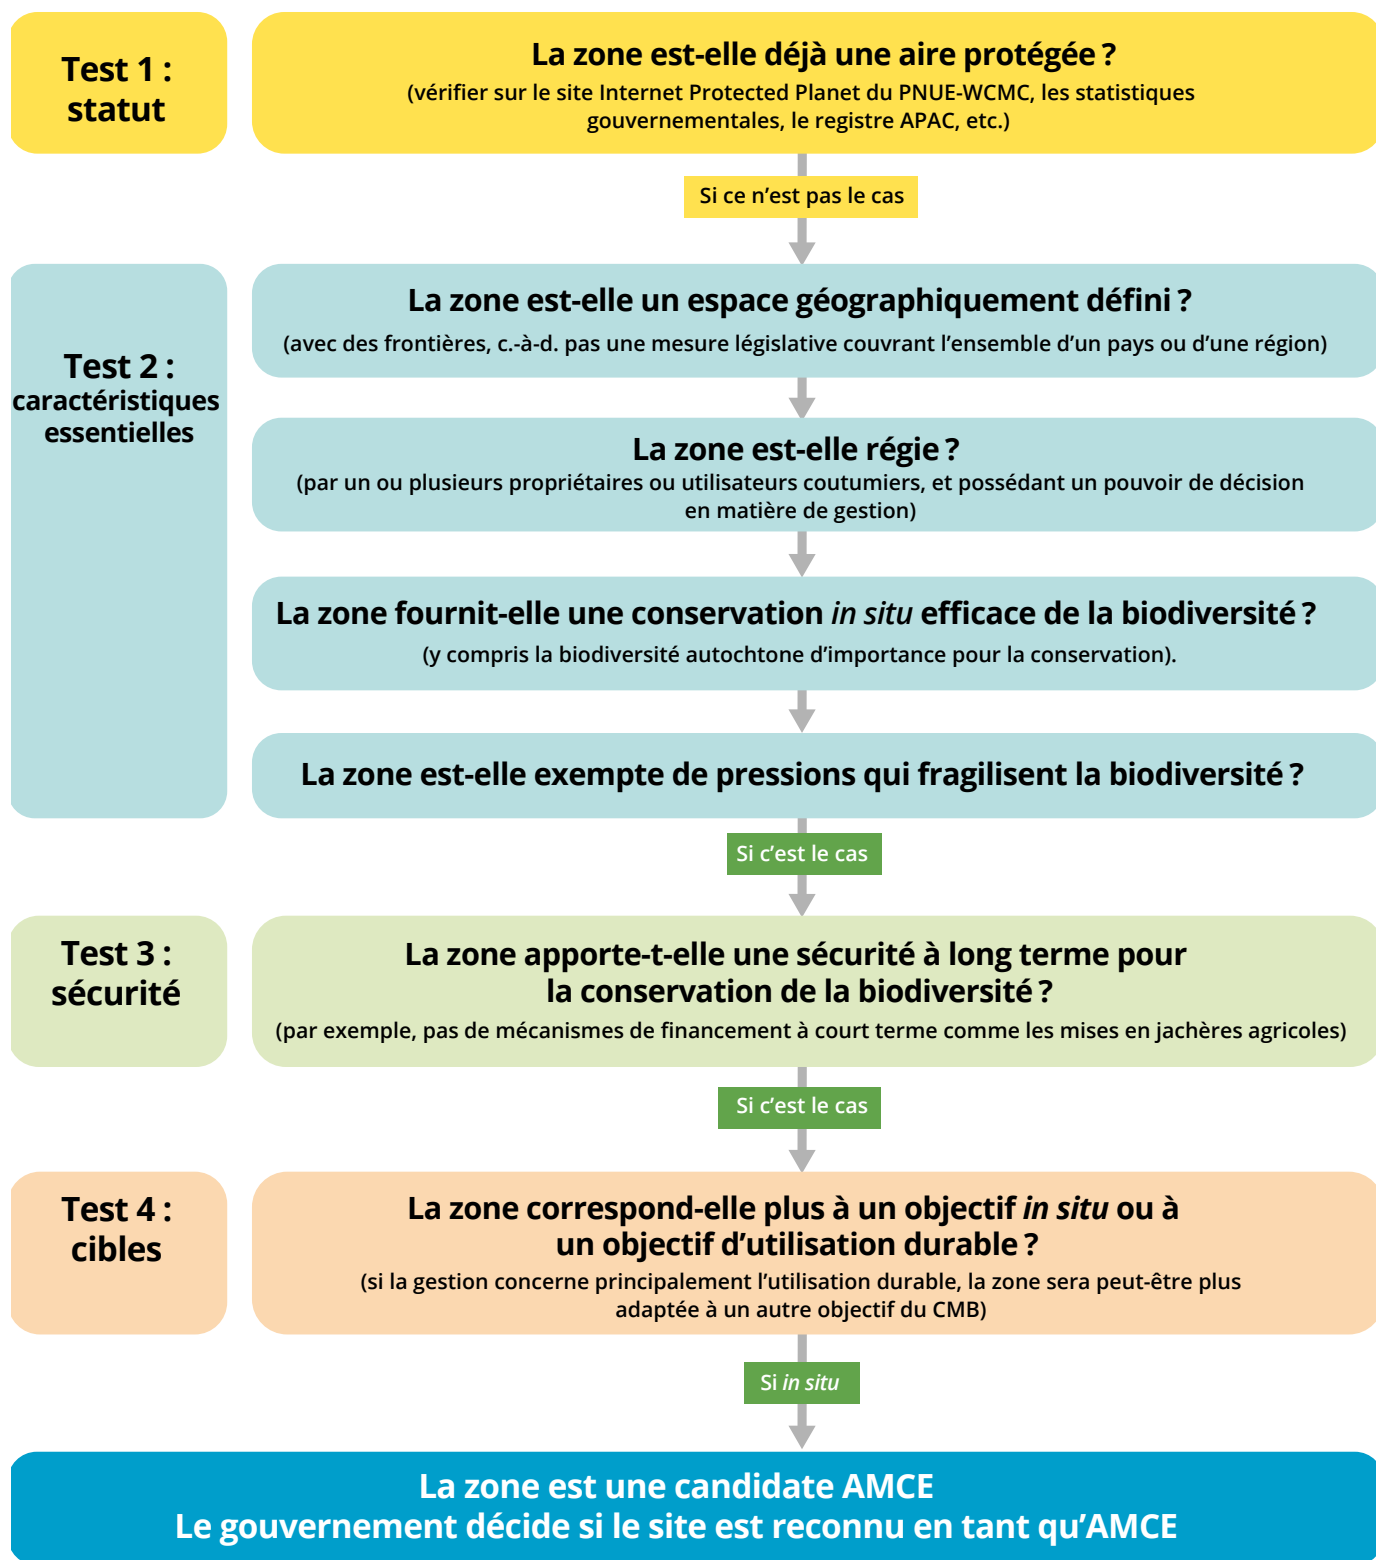 Test 1 :
statut
La zone est-elle déjà une aire protégée ?
(vérifier sur le site Internet Protected Planet du PNUE-WCMC, les statistiques
gouvernementales, le registre APAC, etc.)
Si ce n’est pas le cas
Test 2 :
caractéristiques
essentielles
La zone est-elle un espace géographiquement défini ?
(avec des frontières, c.-à-d. pas une mesure législative couvrant l’ensemble d’un pays ou d’une région)
La zone est-elle régie ?
(par un ou plusieurs propriétaires ou utilisateurs coutumiers, et possédant un pouvoir de décision
en matière de gestion)
La zone fournit-elle une conservation in situ efficace de la biodiversité ?
(y compris la biodiversité autochtone d’importance pour la conservation).
La zone est-elle exempte de pressions qui fragilisent la biodiversité ?
Si c’est le cas
Test 3 :
sécurité
La zone apporte-t-elle une sécurité à long terme pour
la conservation de la biodiversité ?
(par exemple, pas de mécanismes de financement à court terme comme les mises en jachères agricoles)
Si c’est le cas
Test 4 :
cibles
La zone correspond-elle plus à un objectif in situ ou à
un objectif d’utilisation durable ?
(si la gestion concerne principalement l’utilisation durable, la zone sera peut-être plus
adaptée à un autre objectif du CMB)
Si in situ
La zone est une candidate AMCE
Le gouvernement décide si le site est reconnu en tant qu’AMCE